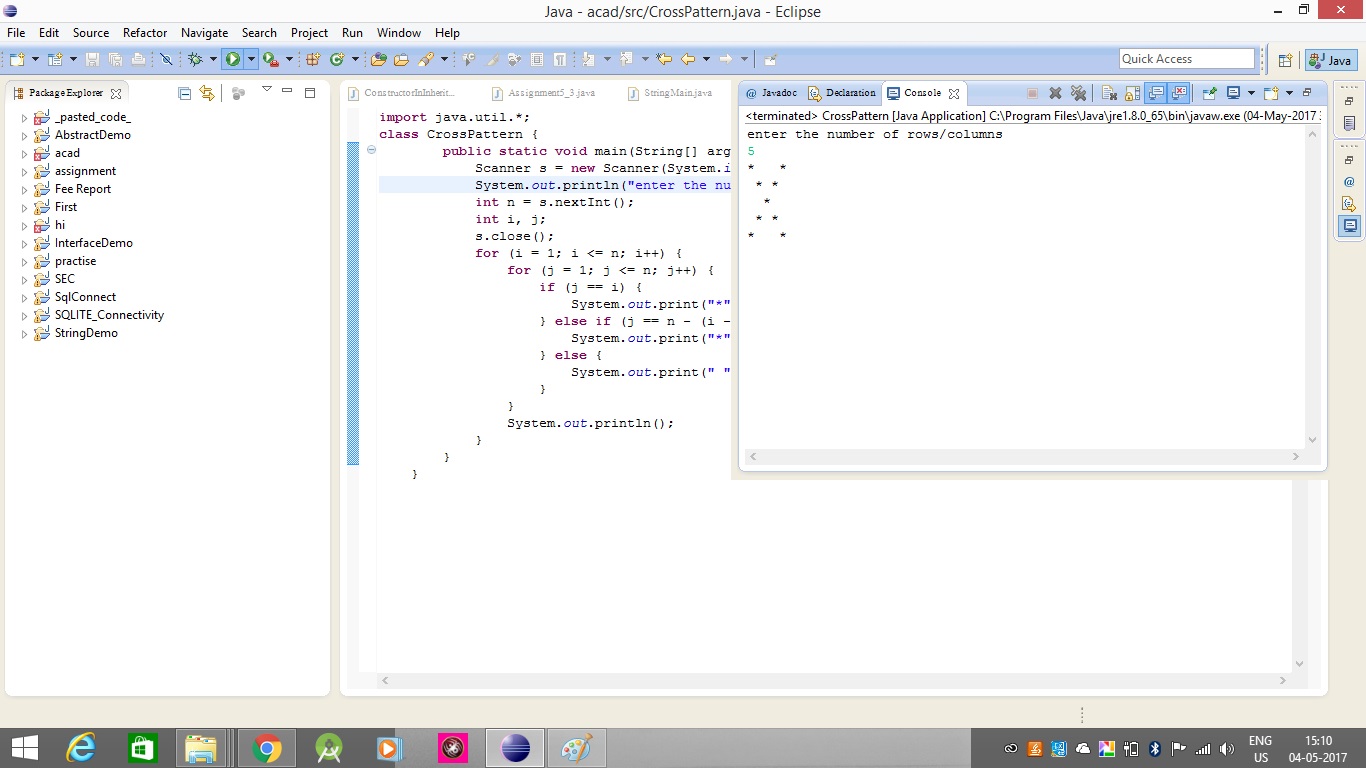 Java - acad/src/CrossPattern.java - Eclipse
File Edit Source Refactor Navigate Search Project Run Window Help
Quick Access
Java
Package Explorer
_pasted_code_
AbstractDemo
acad
assignment
Fee Report
First
hi
InterfaceDemo
practise
SEC
SqlConnect
SQLITE_Connectivity
StringDemo
ConstructorInInherit...
Assignment5_3.java
StringMain.java
import java.util.*;
class CrossPattern {
        public static void main(String[] arg
            Scanner s = new Scanner(System.i
            System.out.println("enter the nu
            int n = s.nextInt();
            int i, j;
            s.close();
            for (i = 1; i <= n; i++) {
                for (j = 1; j <= n; j++) {
                    if (j == i) {
                        System.out.print("*"
                    } else if (j == n - (i -
                        System.out.print("*"
                    } else {
                        System.out.print(" "
                    }
                }
                System.out.println();
            }
        }
    }
@ Javadoc Declaration Console
<terminated> CrossPattern [Java Application] C:\Program Files\Java\jre1.8.0_65\bin\javaw.exe (04-May-2017
enter the number of rows/columns
5
*   *
 * *
  *
 * *
*   *
ENG 15:10
US 04-05-2017